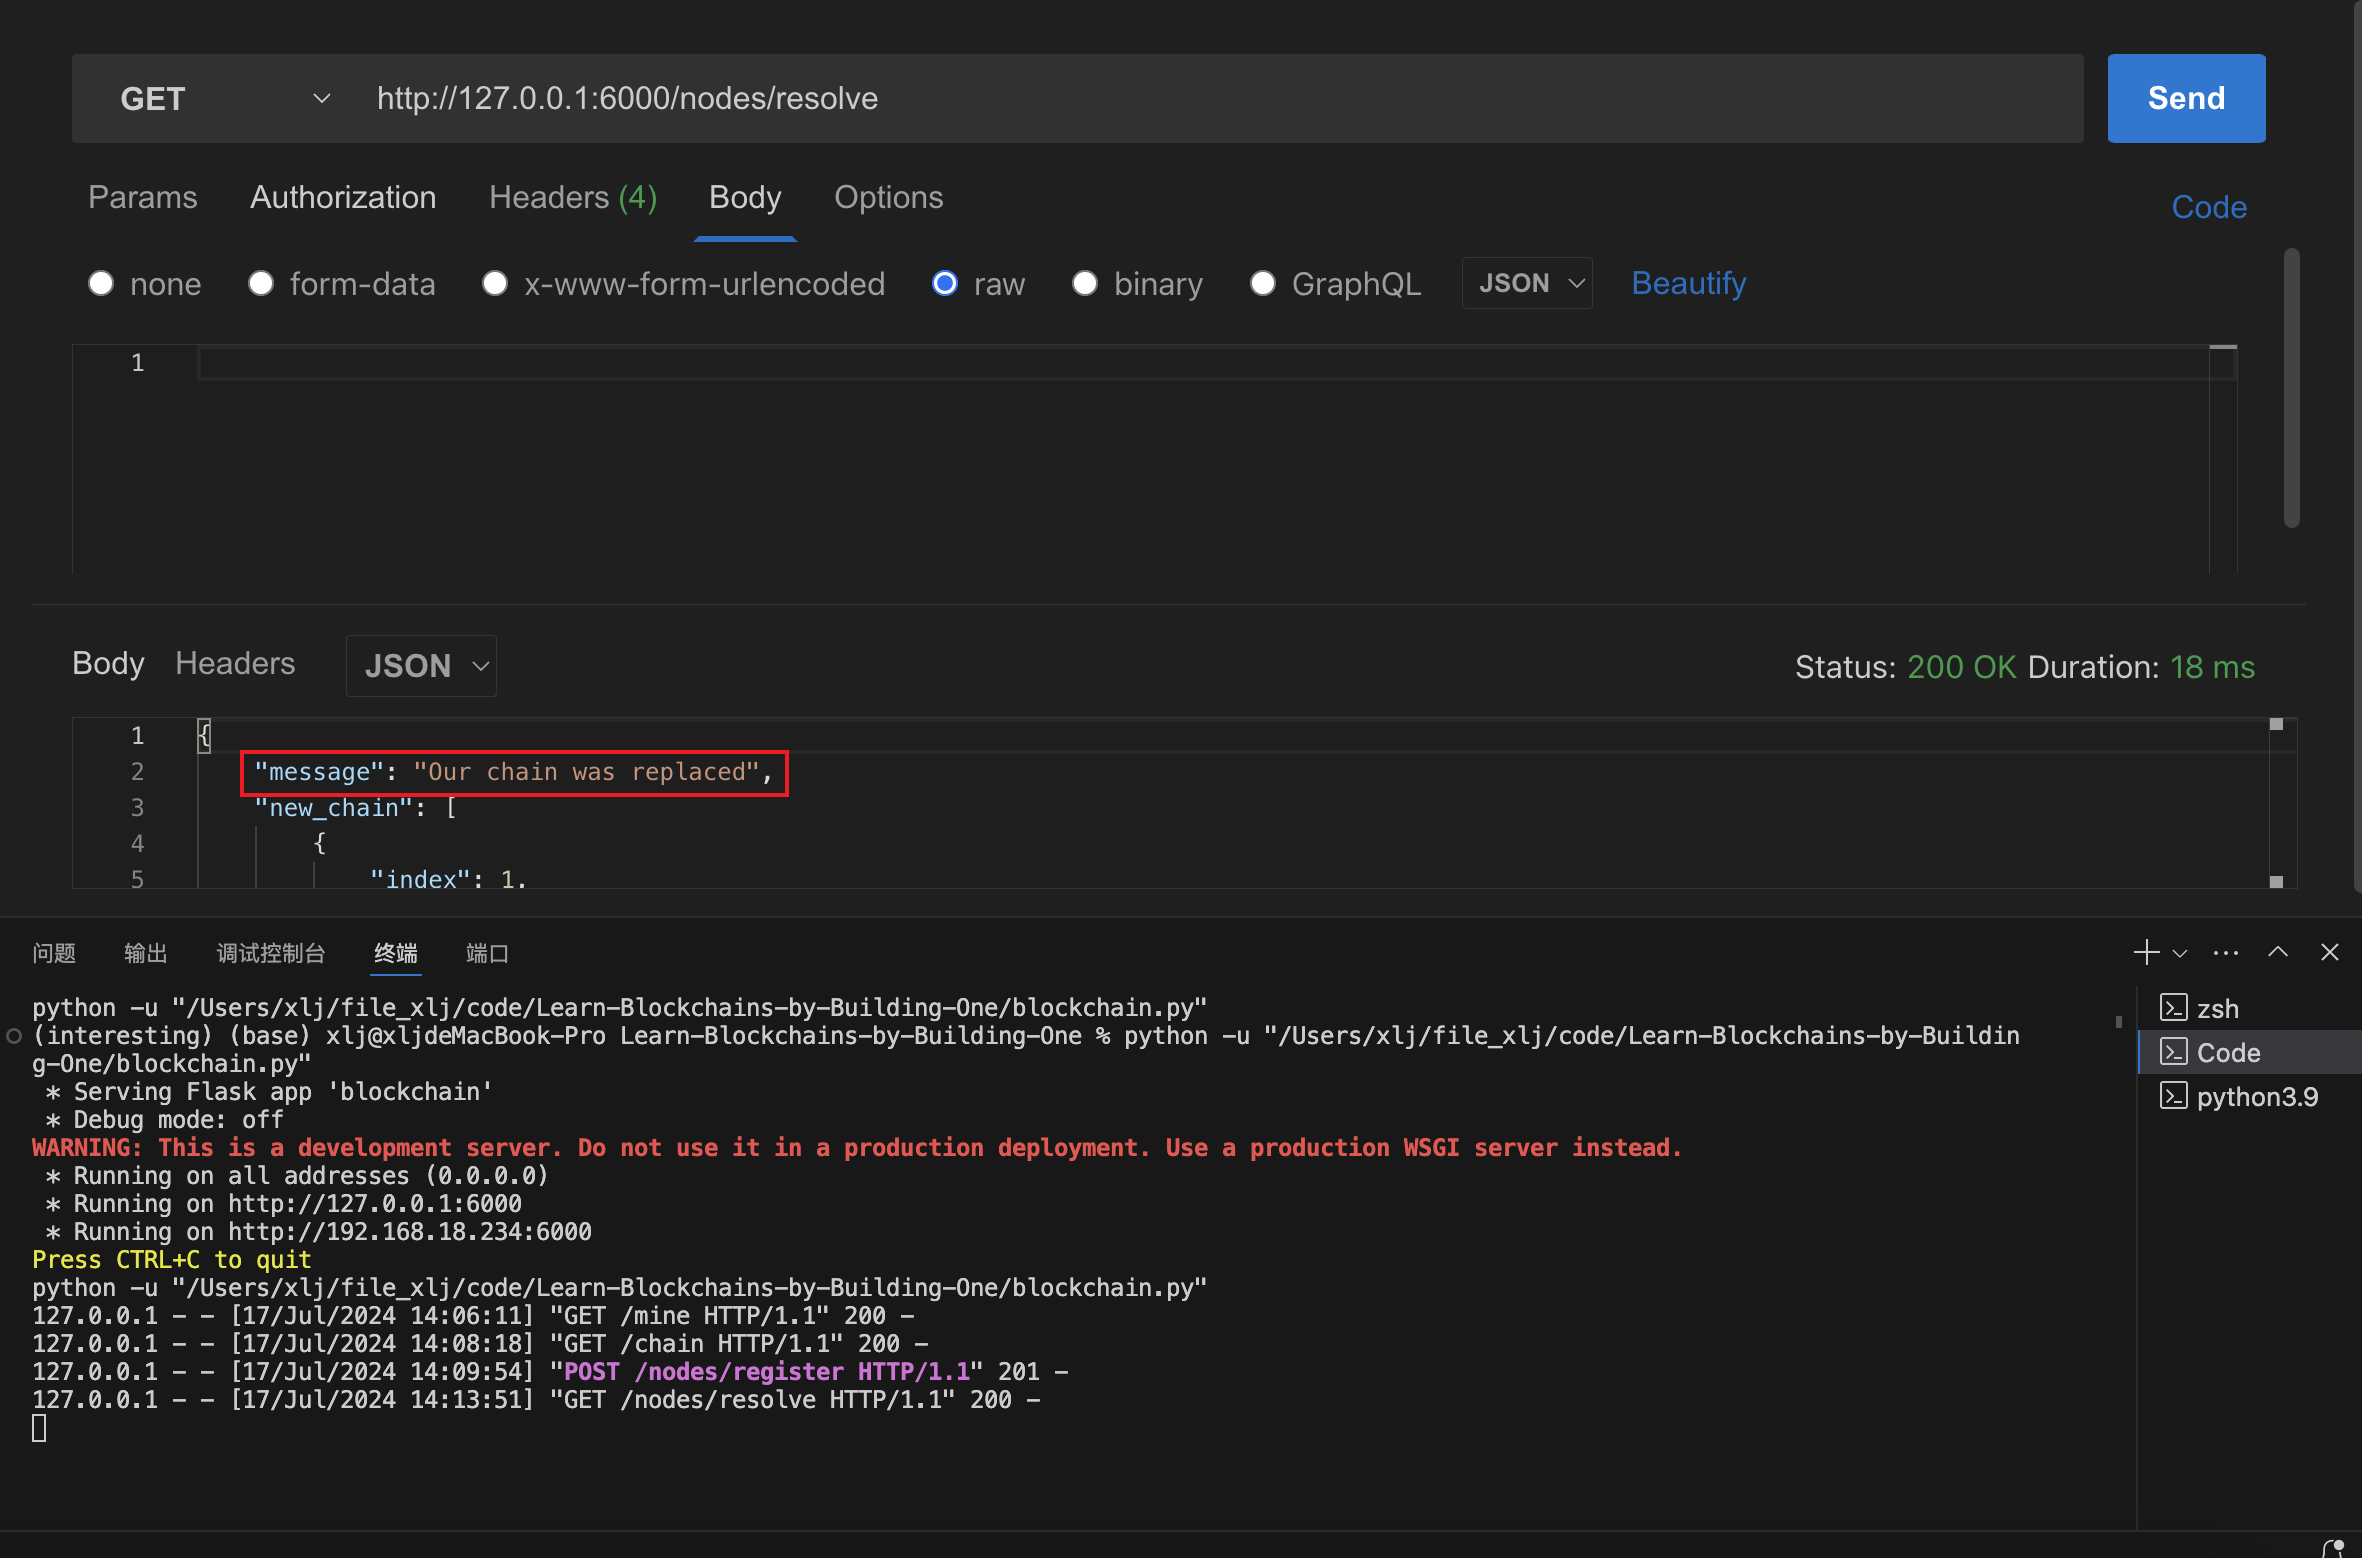 GET http://127.0.0.1:6000/nodes/resolve Send
Params Authorization Headers (4) Body Options Code
none form-data x-www-form-urlencoded raw binary GraphQL JSON Beautify
1
Body Headers JSON Status: 200 OK Duration: 18 ms
1 {
2 "message": "Our chain was replaced",
3 "new_chain": [
4 {
5 "index": 1,
问题 输出 调试控制台 终端 端口
python -u "/Users/xlj/file_xlj/code/Learn-Blockchains-by-Building-One/blockchain.py"
(interesting) (base) xlj@xljdeMacBook-Pro Learn-Blockchains-by-Building-One % python -u "/Users/xlj/file_xlj/code/Learn-Blockchains-by-Buildin
g-One/blockchain.py"
* Serving Flask app 'blockchain'
* Debug mode: off
WARNING: This is a development server. Do not use it in a production deployment. Use a production WSGI server instead.
* Running on all addresses (0.0.0.0)
* Running on http://127.0.0.1:6000
* Running on http://192.168.18.234:6000
Press CTRL+C to quit
python -u "/Users/xlj/file_xlj/code/Learn-Blockchains-by-Building-One/blockchain.py"
127.0.0.1 - - [17/Jul/2024 14:06:11] "GET /mine HTTP/1.1" 200 -
127.0.0.1 - - [17/Jul/2024 14:08:18] "GET /chain HTTP/1.1" 200 -
127.0.0.1 - - [17/Jul/2024 14:09:54] "POST /nodes/register HTTP/1.1" 201 -
127.0.0.1 - - [17/Jul/2024 14:13:51] "GET /nodes/resolve HTTP/1.1" 200 -
zsh
Code
python3.9